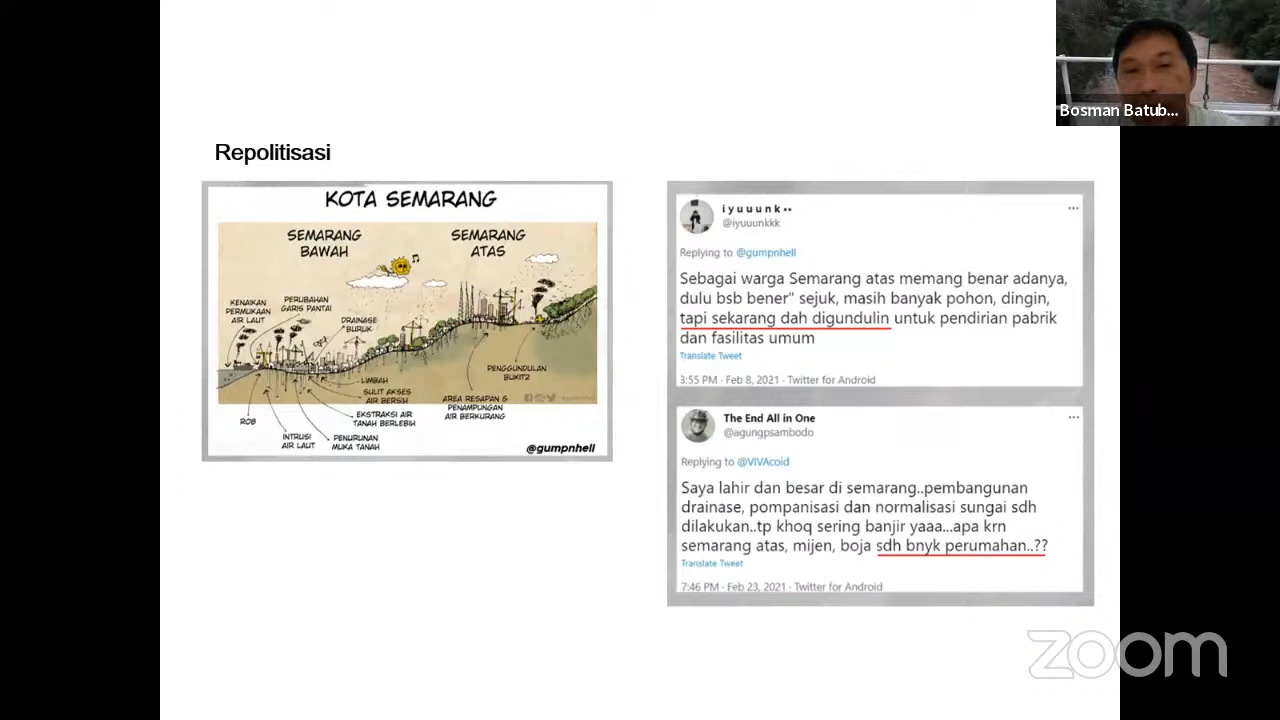 Bosman Batub...
Repolitisasi
KOTA SEMARANG
SEMARANG
BAWAH
SEMARANG
ATAS
KENAIKAN
PERMUKAAN
AIR LAUT
PERUBAHAN
GARIS PANTAI
DRAINASE
BURUK
LIMBAH
SULIT AKSES
AIR BERSIH
EKSTRAKSI AIR
TANAH BERLEBIH
PENURUNAN
MUKA TANAH
INTRUSI
AIR LAUT
ROB
AREA RESAPAN &
PENAMPUNGAN
AIR BERKURANG
PENGGUNDULAN
BUKIT2
@gumpnhell
i y u u u n k ••
@iyuuunkkk
Replying to @gumpnhell
Sebagai warga Semarang atas memang benar adanya,
dulu bsb bener" sejuk, masih banyak pohon, dingin,
tapi sekarang dah digundulin untuk pendirian pabrik
dan fasilitas umum
Translate Tweet
3:55 PM · Feb 8, 2021 · Twitter for Android
The End All in One
@agungpsambodo
Replying to @VIVAcoid
Saya lahir dan besar di semarang..pembangunan
drainase, pompanisasi dan normalisasi sungai sdh
dilakukan..tp khoq sering banjir yaaa...apa krn
semarang atas, mijen, boja sdh bnyk perumahan..??
Translate Tweet
7:46 PM · Feb 23, 2021 · Twitter for Android
zoom